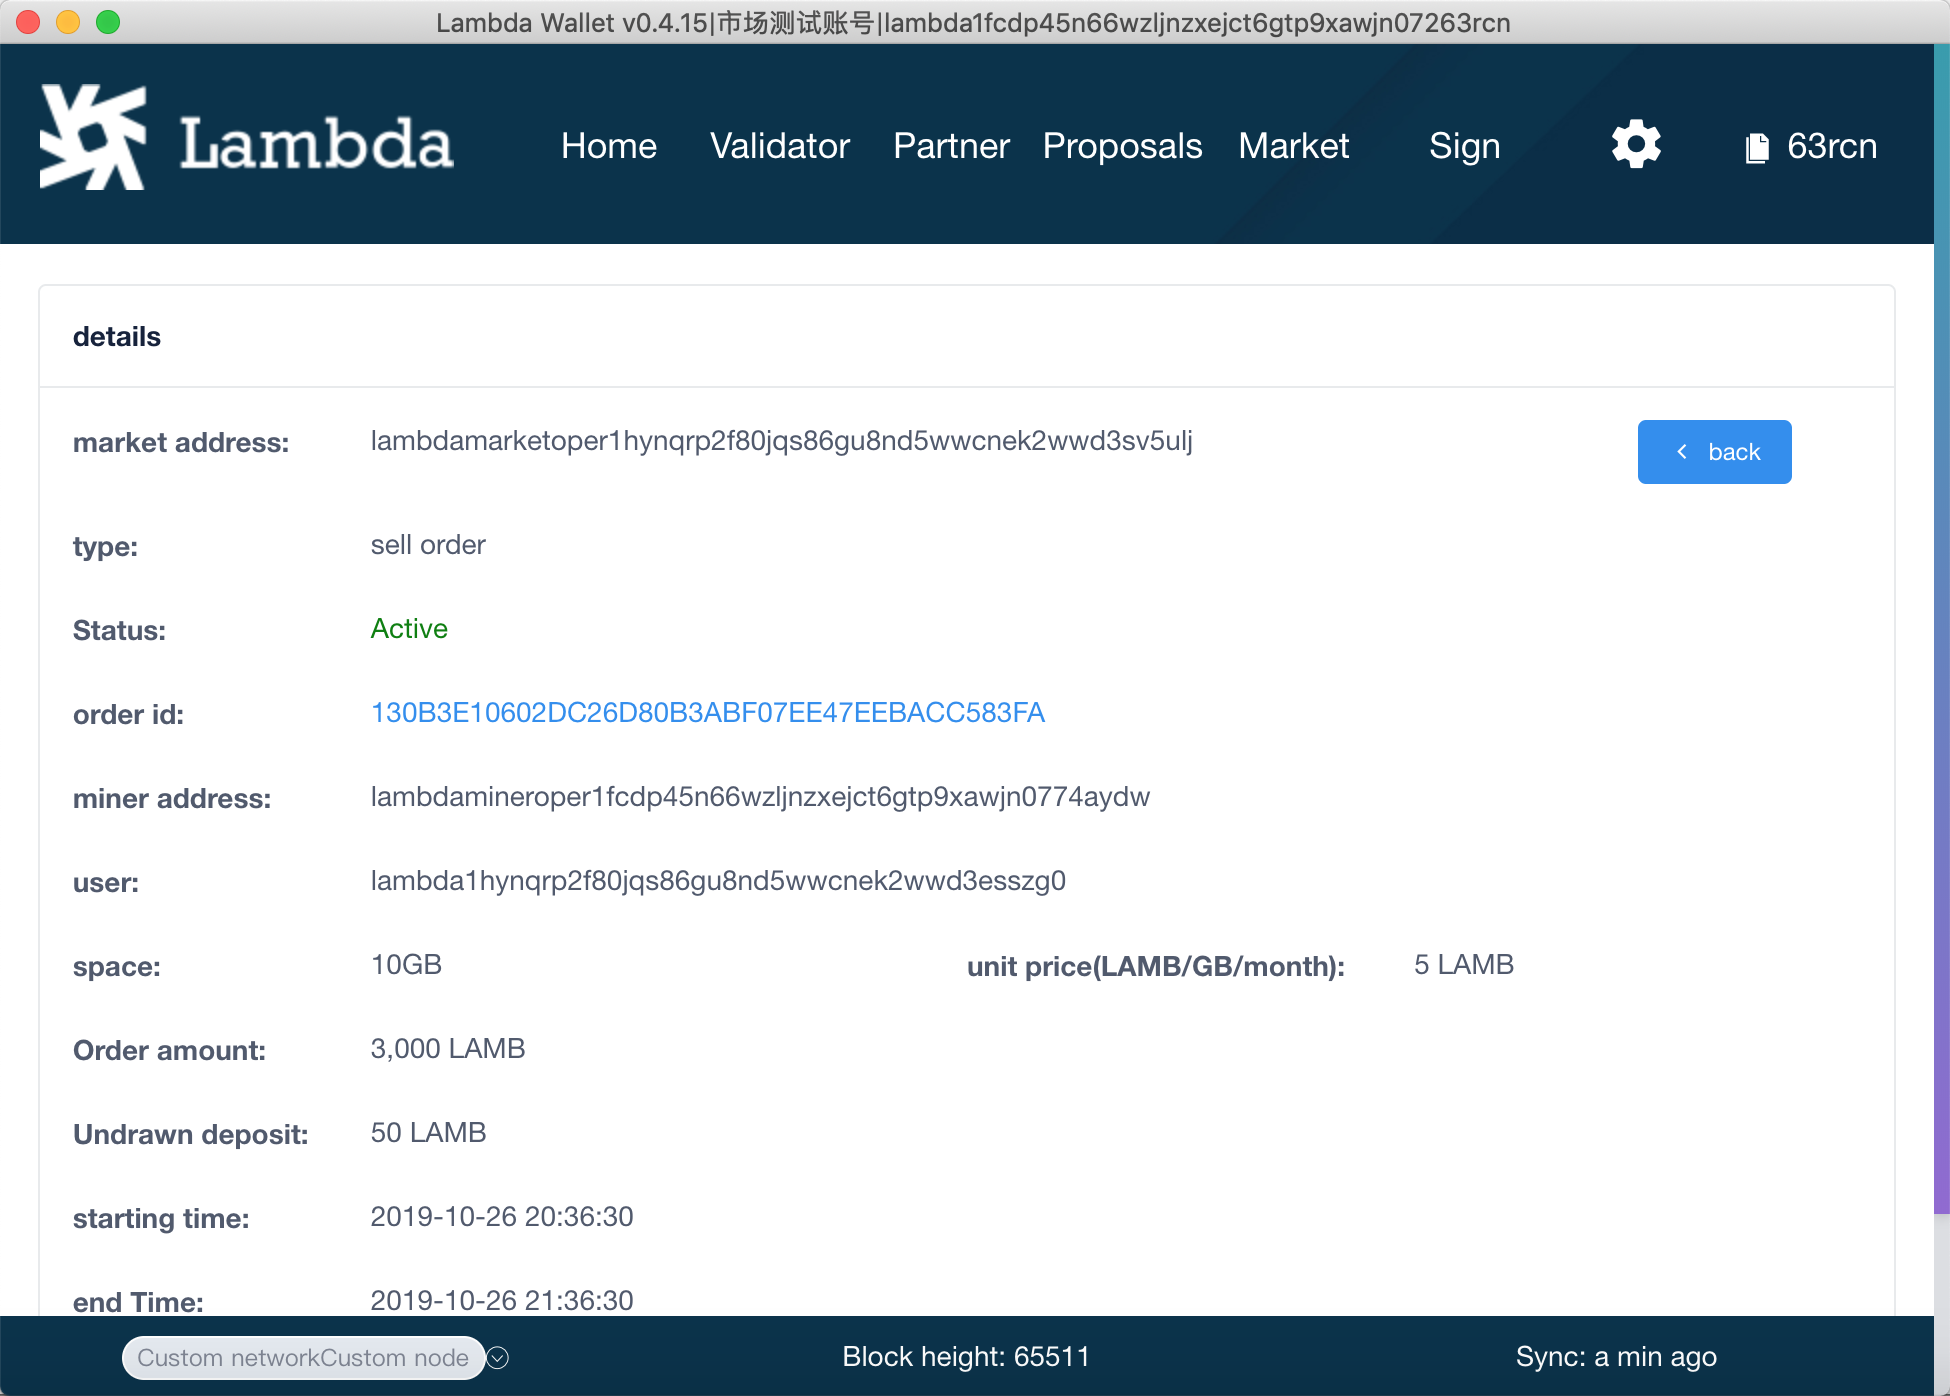 Lambda Wallet v0.4.15|市场测试账号|lambda1fcdp45n66wzljnzxejct6gtp9xawjn07263rcn
Lambda Home Validator Partner Proposals Market Sign 63rcn
details
market address: lambdamarketoper1hynqrp2f80jqs86gu8nd5wwcnek2wwd3sv5ulj back
type: sell order
Status: Active
order id: 130B3E10602DC26D80B3ABF07EE47EEBACC583FA
miner address: lambdamineroper1fcdp45n66wzljnzxejct6gtp9xawjn0774aydw
user: lambda1hynqrp2f80jqs86gu8nd5wwcnek2wwd3esszg0
space: 10GB unit price(LAMB/GB/month): 5 LAMB
Order amount: 3,000 LAMB
Undrawn deposit: 50 LAMB
starting time: 2019-10-26 20:36:30
end Time: 2019-10-26 21:36:30
Custom networkCustom node Block height: 65511 Sync: a min ago